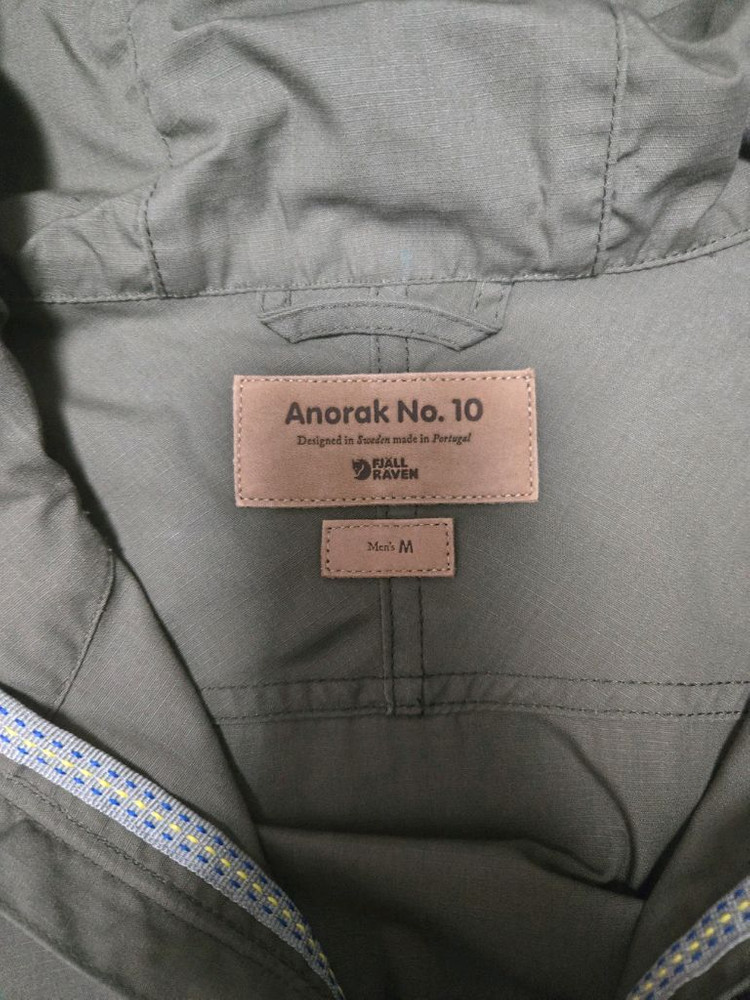 Anorak No. 10
Designed in Sweden made in Portugal
FJÄLL
RÄVEN
Men's M